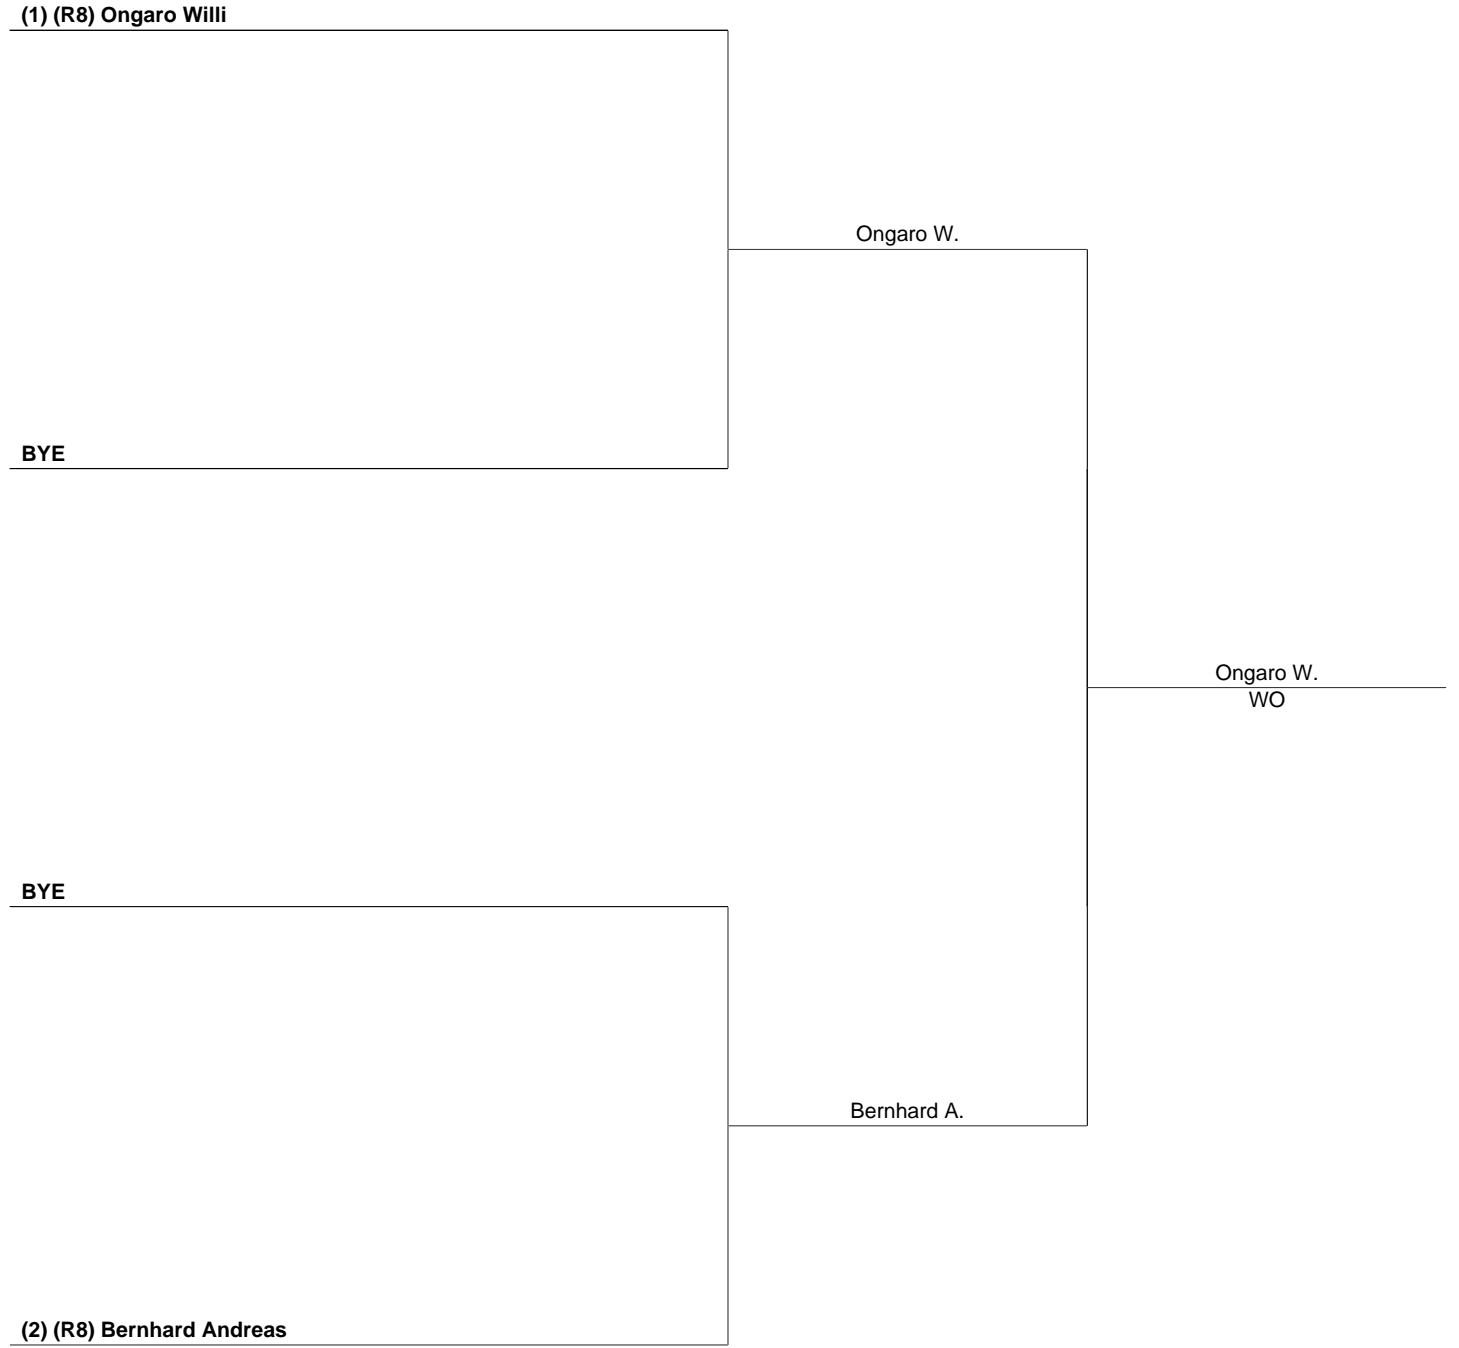 (1) (R8) Ongaro Willi
Ongaro W.
BYE
Ongaro W.
WO
BYE
Bernhard A.
(2) (R8) Bernhard Andreas